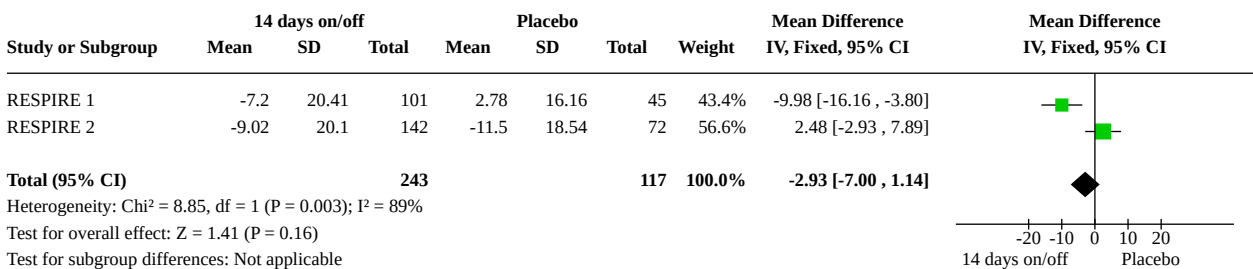 14 days on/off Placebo Mean Difference Mean Difference
Study or Subgroup Mean SD Total Mean SD Total Weight IV, Fixed, 95% CI IV, Fixed, 95% CI
RESPIRE 1 -7.2 20.41 101 2.78 16.16 45 43.4% -9.98 [-16.16 , -3.80]
RESPIRE 2 -9.02 20.1 142 -11.5 18.54 72 56.6% 2.48 [-2.93 , 7.89]
Total (95% CI) 243 117 100.0% -2.93 [-7.00 , 1.14]
Heterogeneity: Chi² = 8.85, df = 1 (P = 0.003); I² = 89%
Test for overall effect: Z = 1.41 (P = 0.16) -20 -10 0 10 20
Test for subgroup differences: Not applicable 14 days on/off Placebo